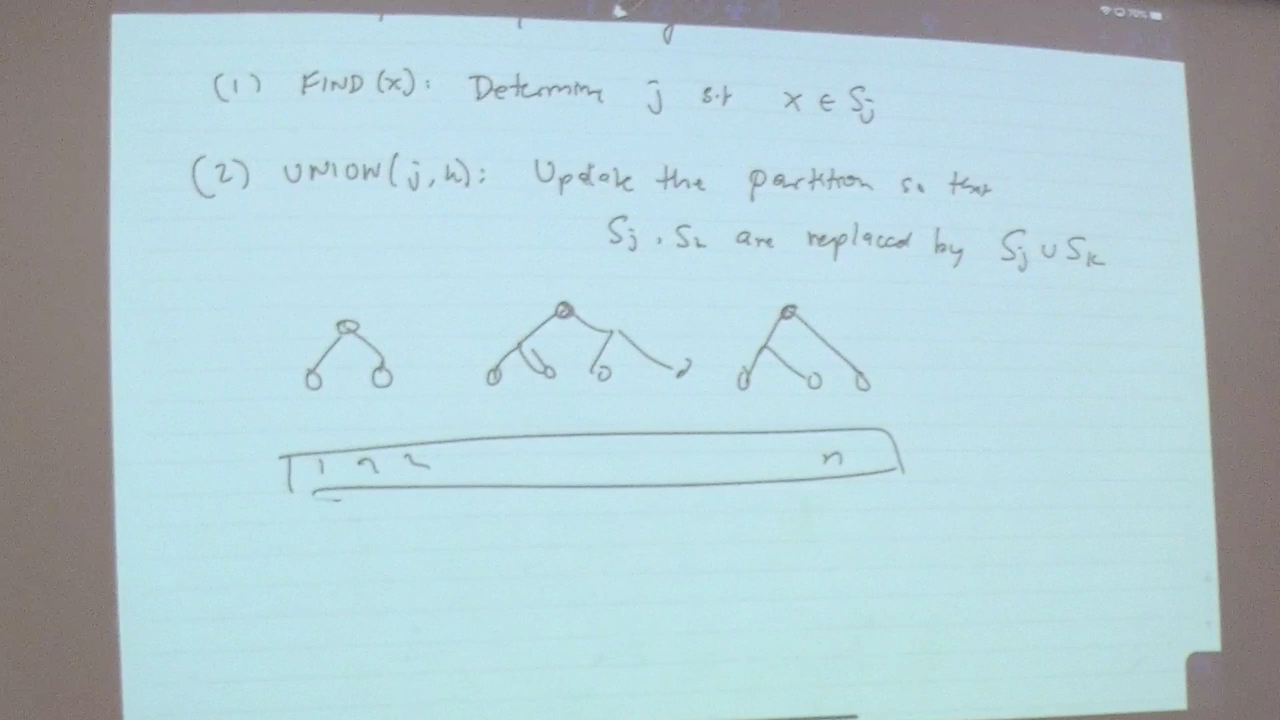 (1) FIND(x): Determine j s.t x ∈ Sj
(2) UNION(j, k): Update the partition so that
Sj, Sk are replaced by Sj ∪ Sk
1 2 n